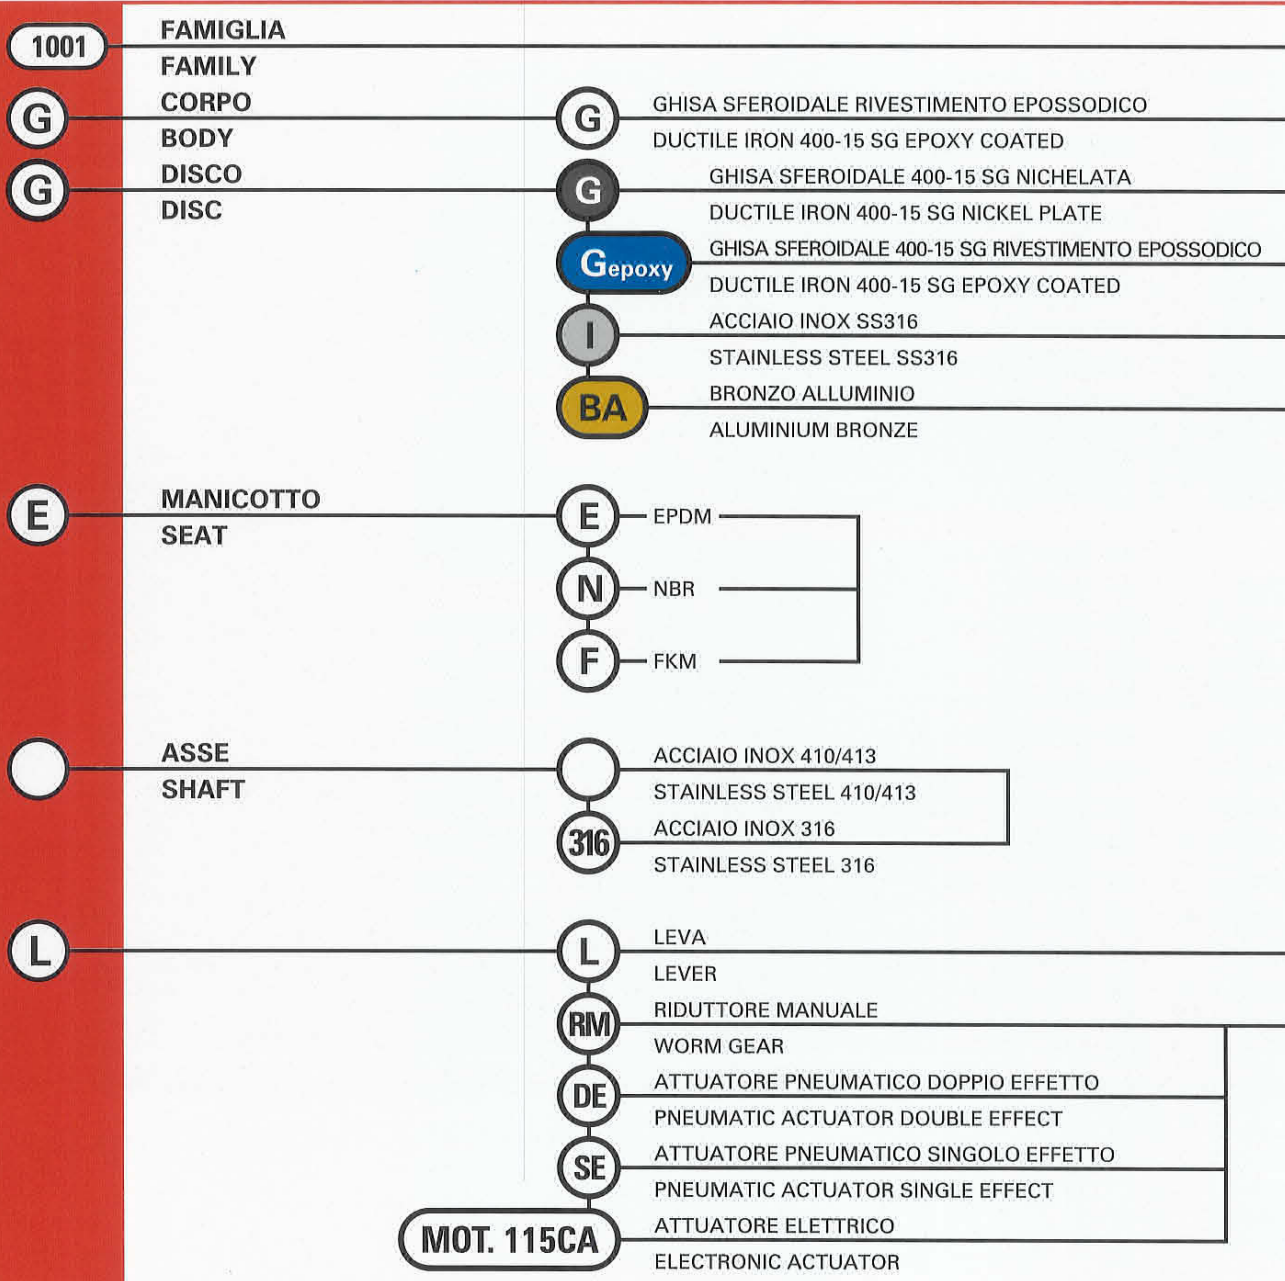 1001 FAMIGLIA
FAMILY
G CORPO G GHISA SFEROIDALE RIVESTIMENTO EPOSSODICO
BODY DUCTILE IRON 400-15 SG EPOXY COATED
G DISCO G GHISA SFEROIDALE 400-15 SG NICHELATA
DISC DUCTILE IRON 400-15 SG NICKEL PLATE
Gepoxy GHISA SFEROIDALE 400-15 SG RIVESTIMENTO EPOSSODICO
DUCTILE IRON 400-15 SG EPOXY COATED
I ACCIAIO INOX SS316
STAINLESS STEEL SS316
BA BRONZO ALLUMINIO
ALUMINIUM BRONZE
E MANICOTTO E EPDM
SEAT
N NBR
F FKM
ASSE ACCIAIO INOX 410/413
SHAFT STAINLESS STEEL 410/413
316 ACCIAIO INOX 316
STAINLESS STEEL 316
L L LEVA
LEVER
RM RIDUTTORE MANUALE
WORM GEAR
DE ATTUATORE PNEUMATICO DOPPIO EFFETTO
PNEUMATIC ACTUATOR DOUBLE EFFECT
SE ATTUATORE PNEUMATICO SINGOLO EFFETTO
PNEUMATIC ACTUATOR SINGLE EFFECT
MOT. 115CA ATTUATORE ELETTRICO
ELECTRONIC ACTUATOR